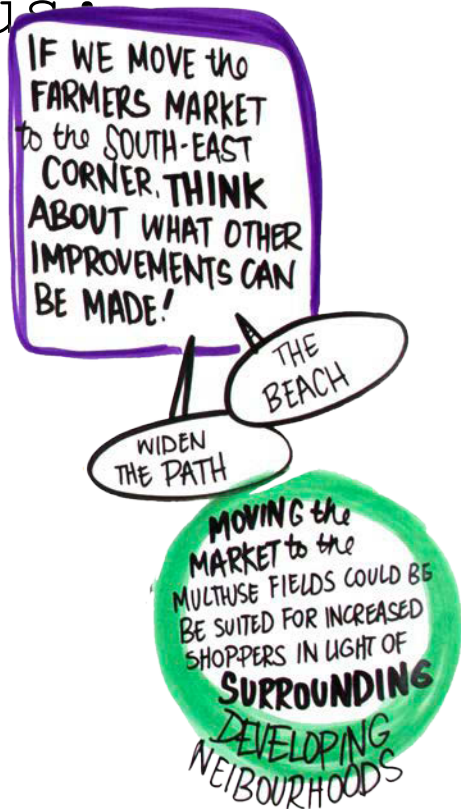 IF WE MOVE the
FARMERS MARKET
to the SOUTH-EAST
CORNER, THINK
ABOUT WHAT OTHER
IMPROVEMENTS CAN
BE MADE!
THE
BEACH
WIDEN
THE PATH
MOVING the
MARKET to the
MULTIUSE FIELDS COULD BE
BE SUITED FOR INCREASED
SHOPPERS IN LIGHT OF
SURROUNDING
DEVELOPING
NEIBOURHOODS